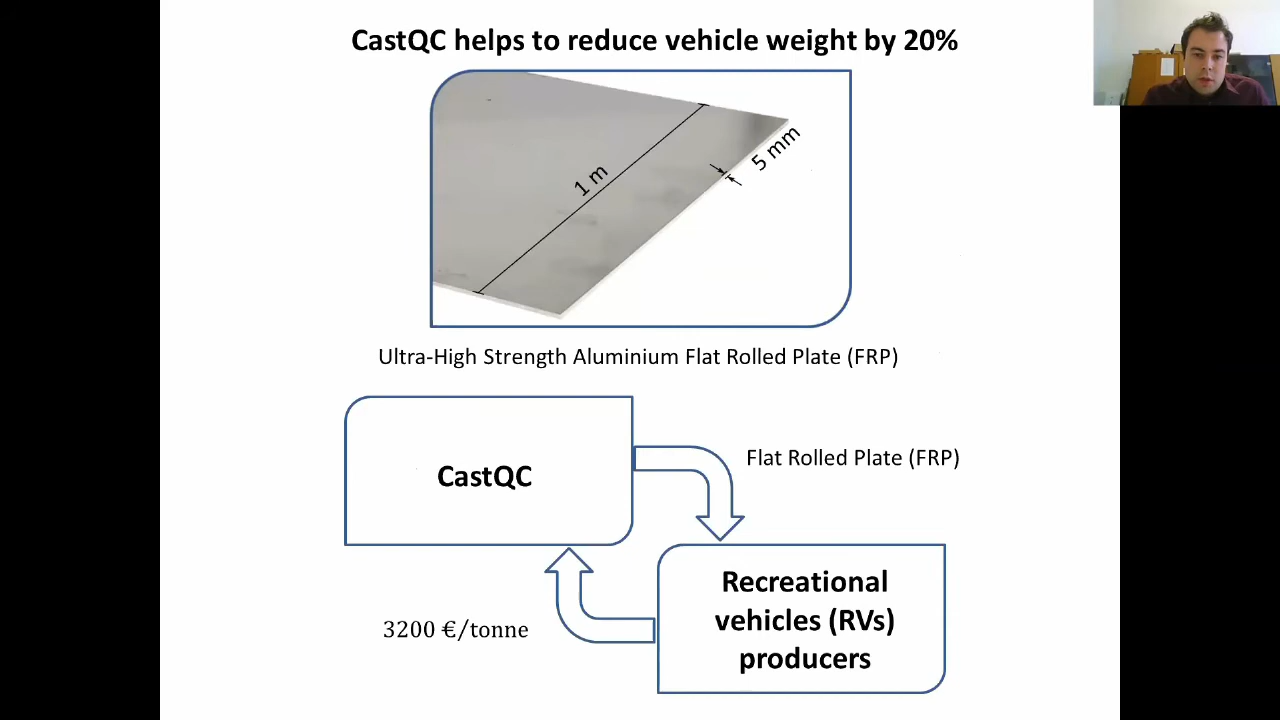 CastQC helps to reduce vehicle weight by 20%
1 m
5 mm
Ultra-High Strength Aluminium Flat Rolled Plate (FRP)
CastQC
Flat Rolled Plate (FRP)
3200 €/tonne
Recreational
vehicles (RVs)
producers